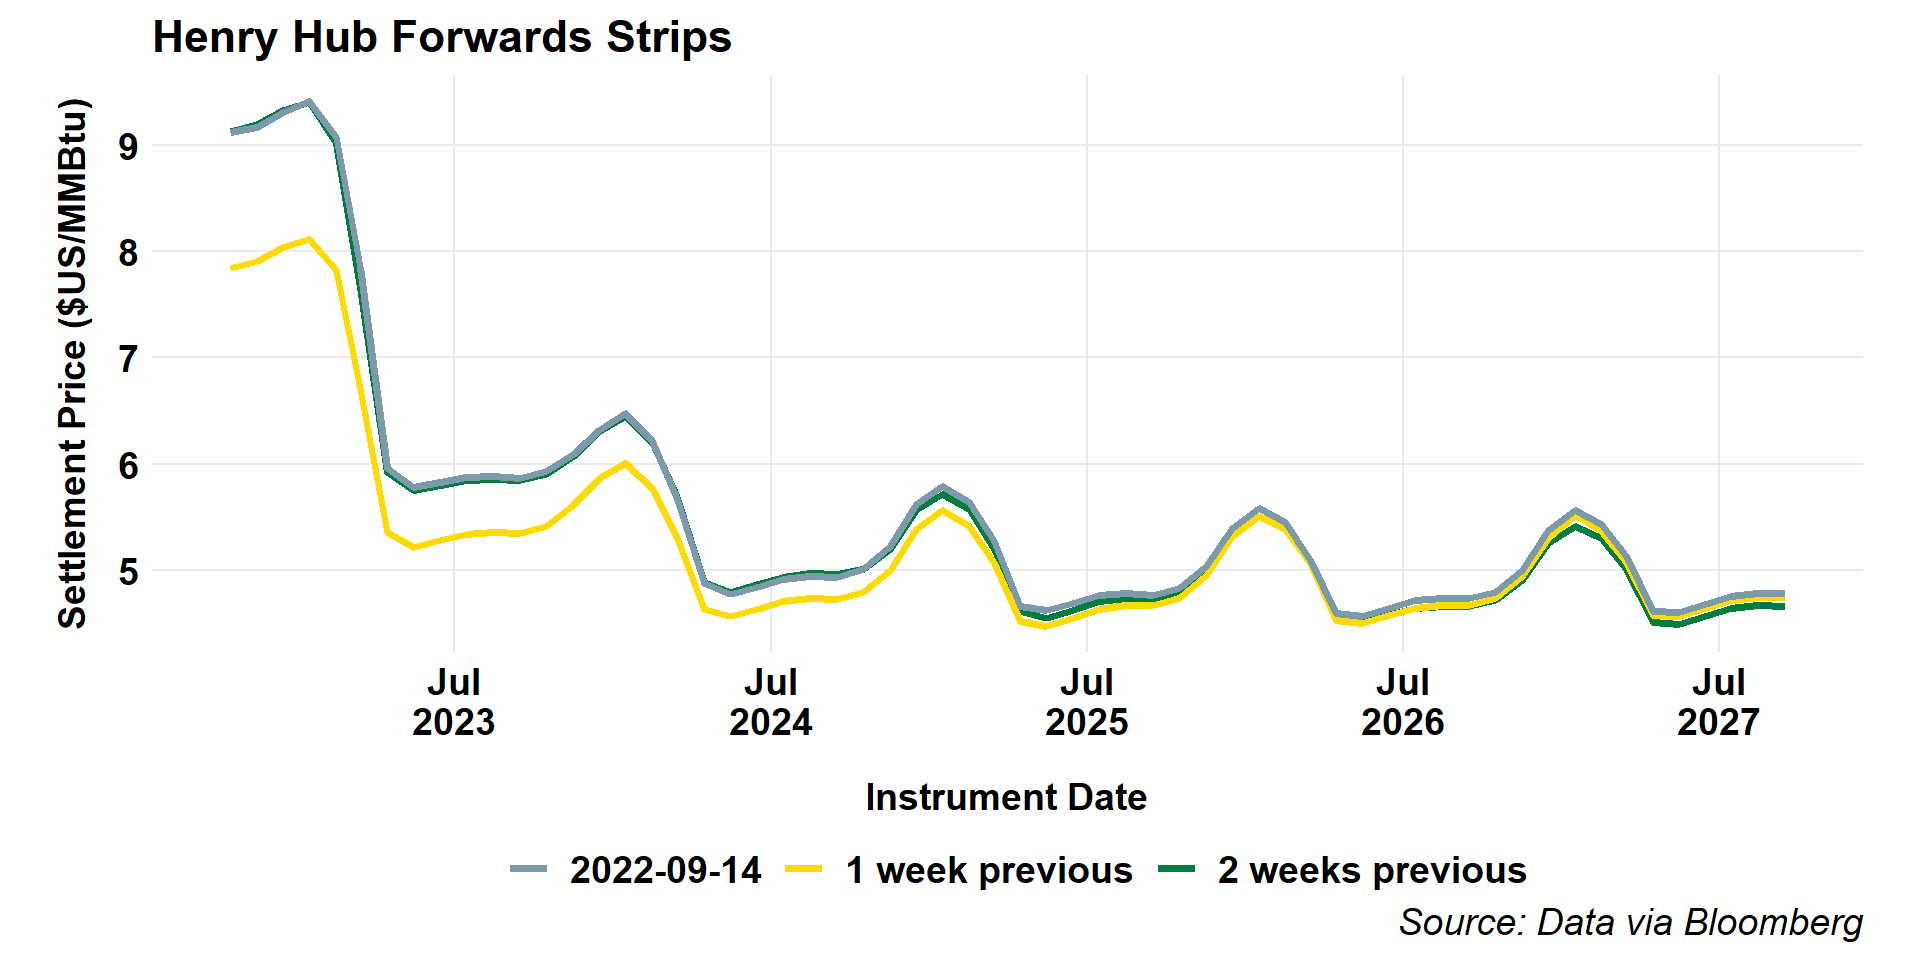 Henry Hub Forwards Strips
Settlement Price ($US/MMBtu)
9
8
7
6
5
Jul
2023
Jul
2024
Jul
2025
Jul
2026
Jul
2027
Instrument Date
2022-09-14
1 week previous
2 weeks previous
Source: Data via Bloomberg